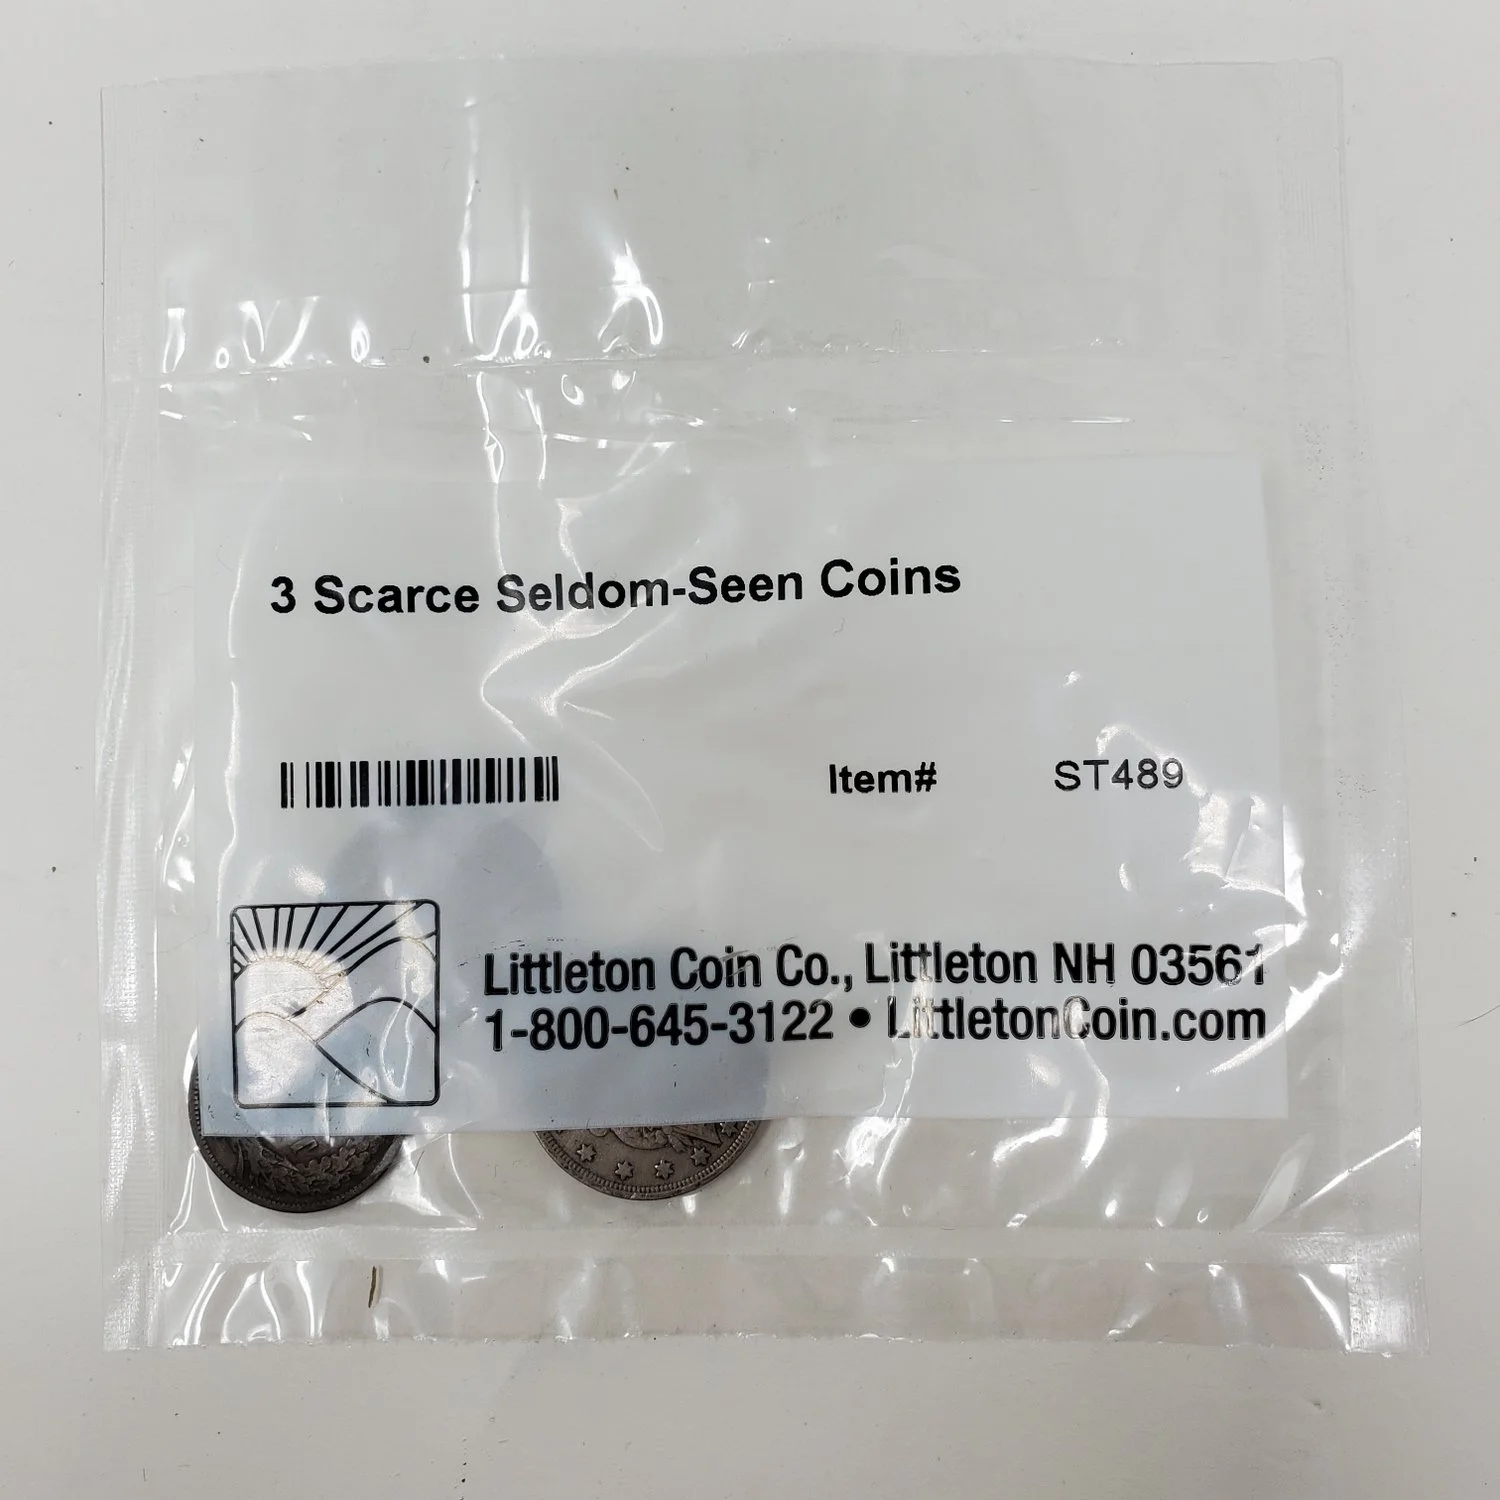 3 Scarce Seldom-Seen Coins
Item# ST489
Littleton Coin Co., Littleton NH 03561
1-800-645-3122 • LittletonCoin.com